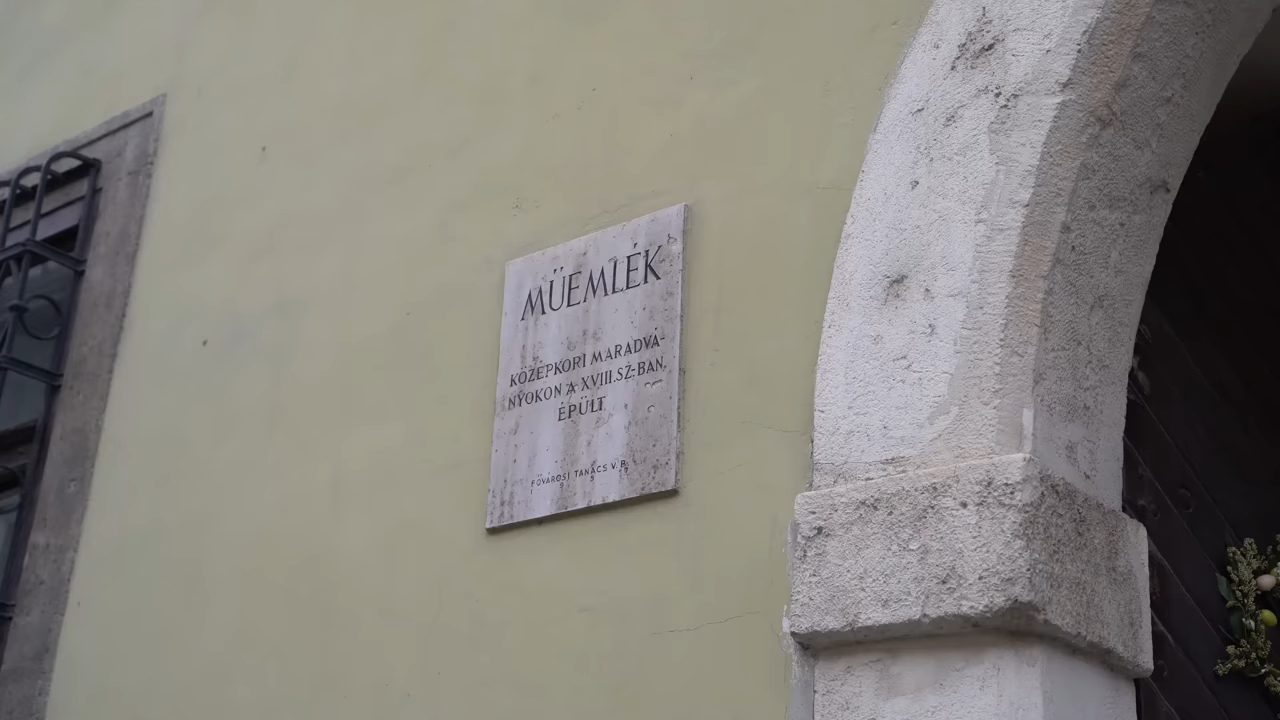 MŰEMLÉK
KÖZÉPKORI MARADVÁ-
NYOKON A XVIII.SZ-BAN
ÉPÜLT
FŐVÁROSI TANÁCS V. B.